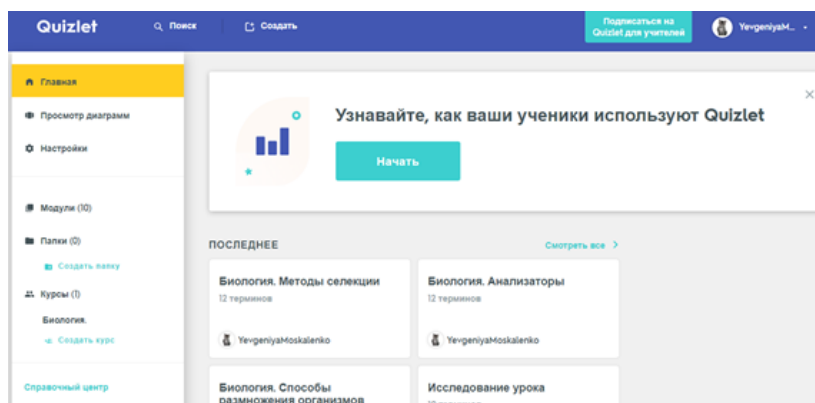 Quizlet
Поиск
Создать
Подписаться на
Quizlet для учителей
YevgeniyaM...
Главная
Просмотр диаграмм
Настройки
Модули (10)
Папки (0)
Создать папку
Курсы (1)
Биология.
Создать курс
Справочный центр
Узнавайте, как ваши ученики используют Quizlet
Начать
ПОСЛЕДНЕЕ
Смотреть все >
Биология. Методы селекции
12 терминов
YevgeniyaMoskalenko
Биология. Анализаторы
12 терминов
YevgeniyaMoskalenko
Биология. Способы
размножения организмов
Исследование урока